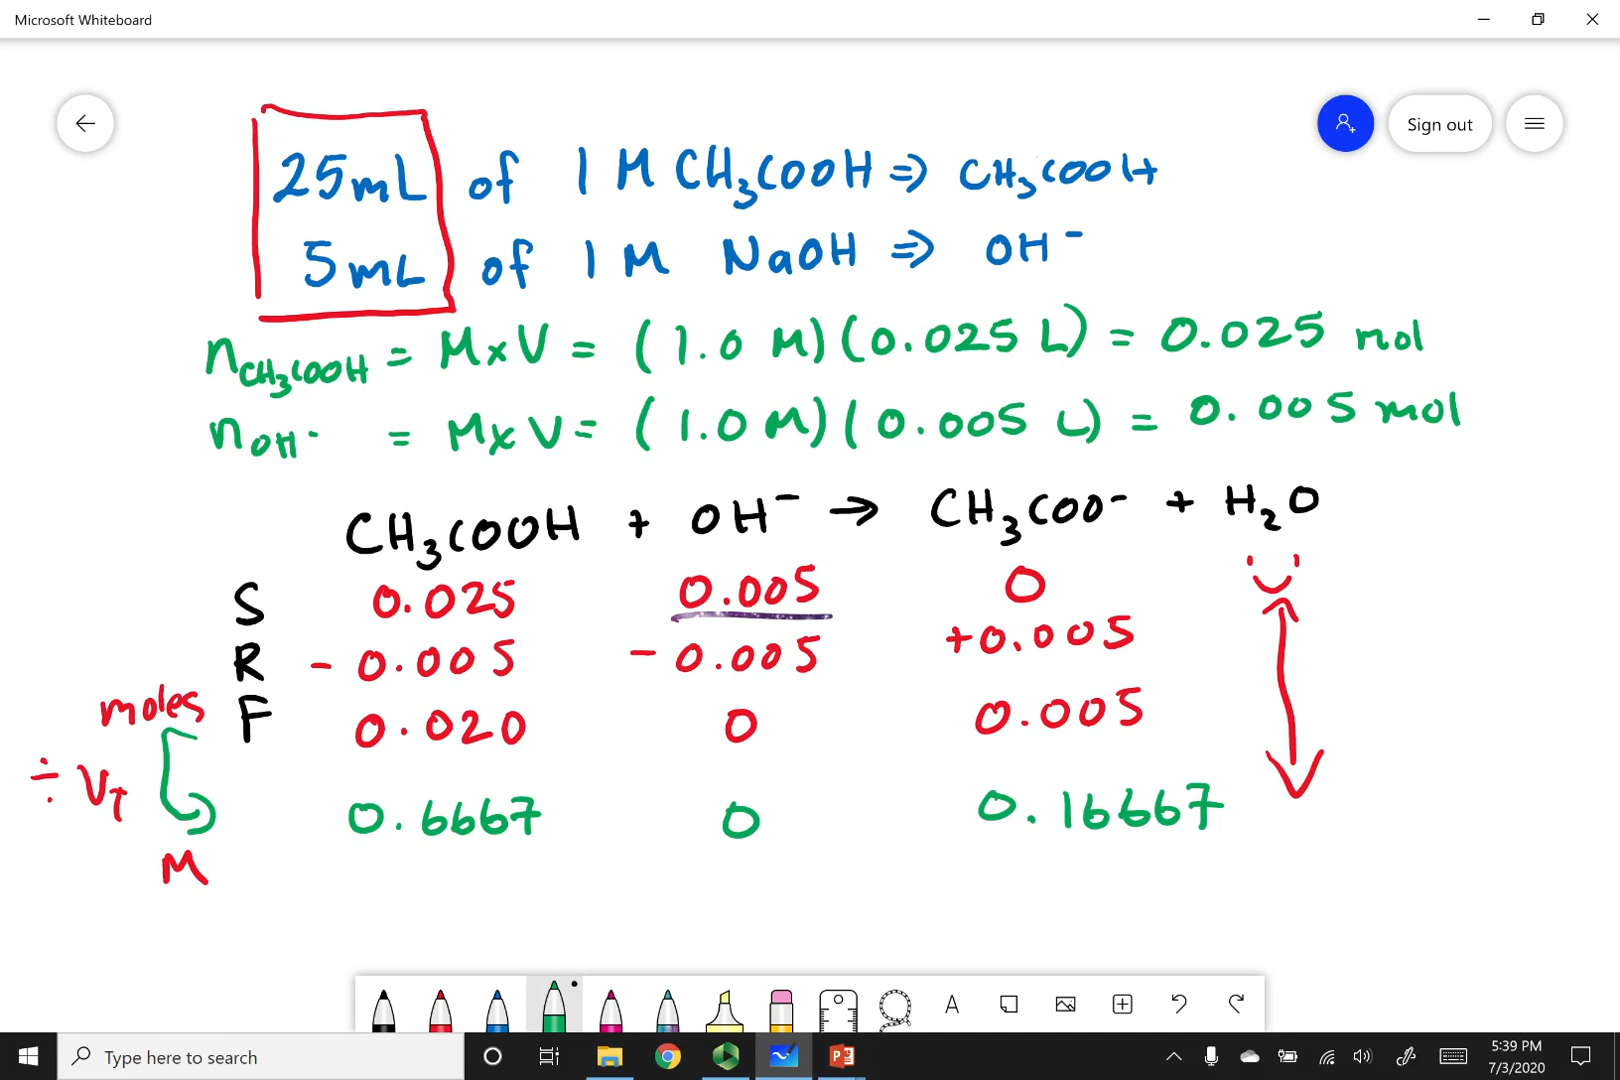 Microsoft Whiteboard
Sign out
25mL of 1 M CH₃COOH ⇒ CH₃COOH
5mL of 1 M NaOH ⇒ OH⁻
n CH₃COOH = M×V = (1.0 M)(0.025 L) = 0.025 mol
n OH⁻ = M×V = (1.0 M)(0.005 L) = 0.005 mol
CH₃COOH + OH⁻ → CH₃COO⁻ + H₂O
S 0.025 0.005 0
R - 0.005 - 0.005 +0.005
moles F 0.020 0 0.005
÷ V_T
0.6667 0 0.16667
M
A
Type here to search
5:39 PM
7/3/2020